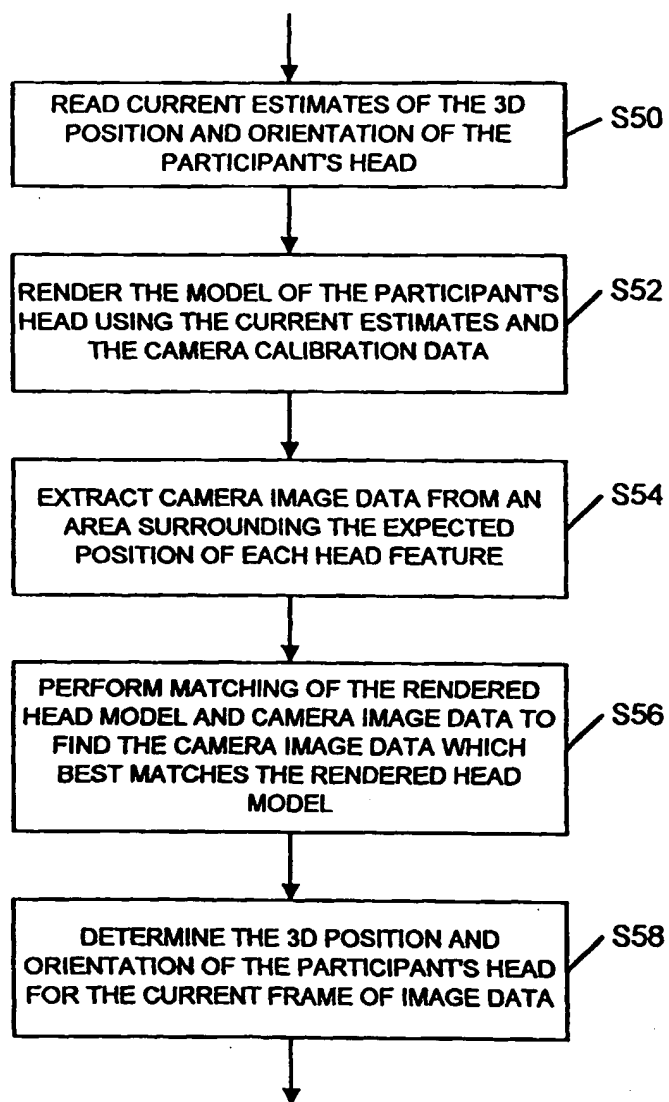 READ CURRENT ESTIMATES OF THE 3D
POSITION AND ORIENTATION OF THE
PARTICIPANT'S HEAD
S50
RENDER THE MODEL OF THE PARTICIPANT'S
HEAD USING THE CURRENT ESTIMATES AND
THE CAMERA CALIBRATION DATA
S52
EXTRACT CAMERA IMAGE DATA FROM AN
AREA SURROUNDING THE EXPECTED
POSITION OF EACH HEAD FEATURE
S54
PERFORM MATCHING OF THE RENDERED
HEAD MODEL AND CAMERA IMAGE DATA TO
FIND THE CAMERA IMAGE DATA WHICH
BEST MATCHES THE RENDERED HEAD
MODEL
S56
DETERMINE THE 3D POSITION AND
ORIENTATION OF THE PARTICIPANT'S HEAD
FOR THE CURRENT FRAME OF IMAGE DATA
S58